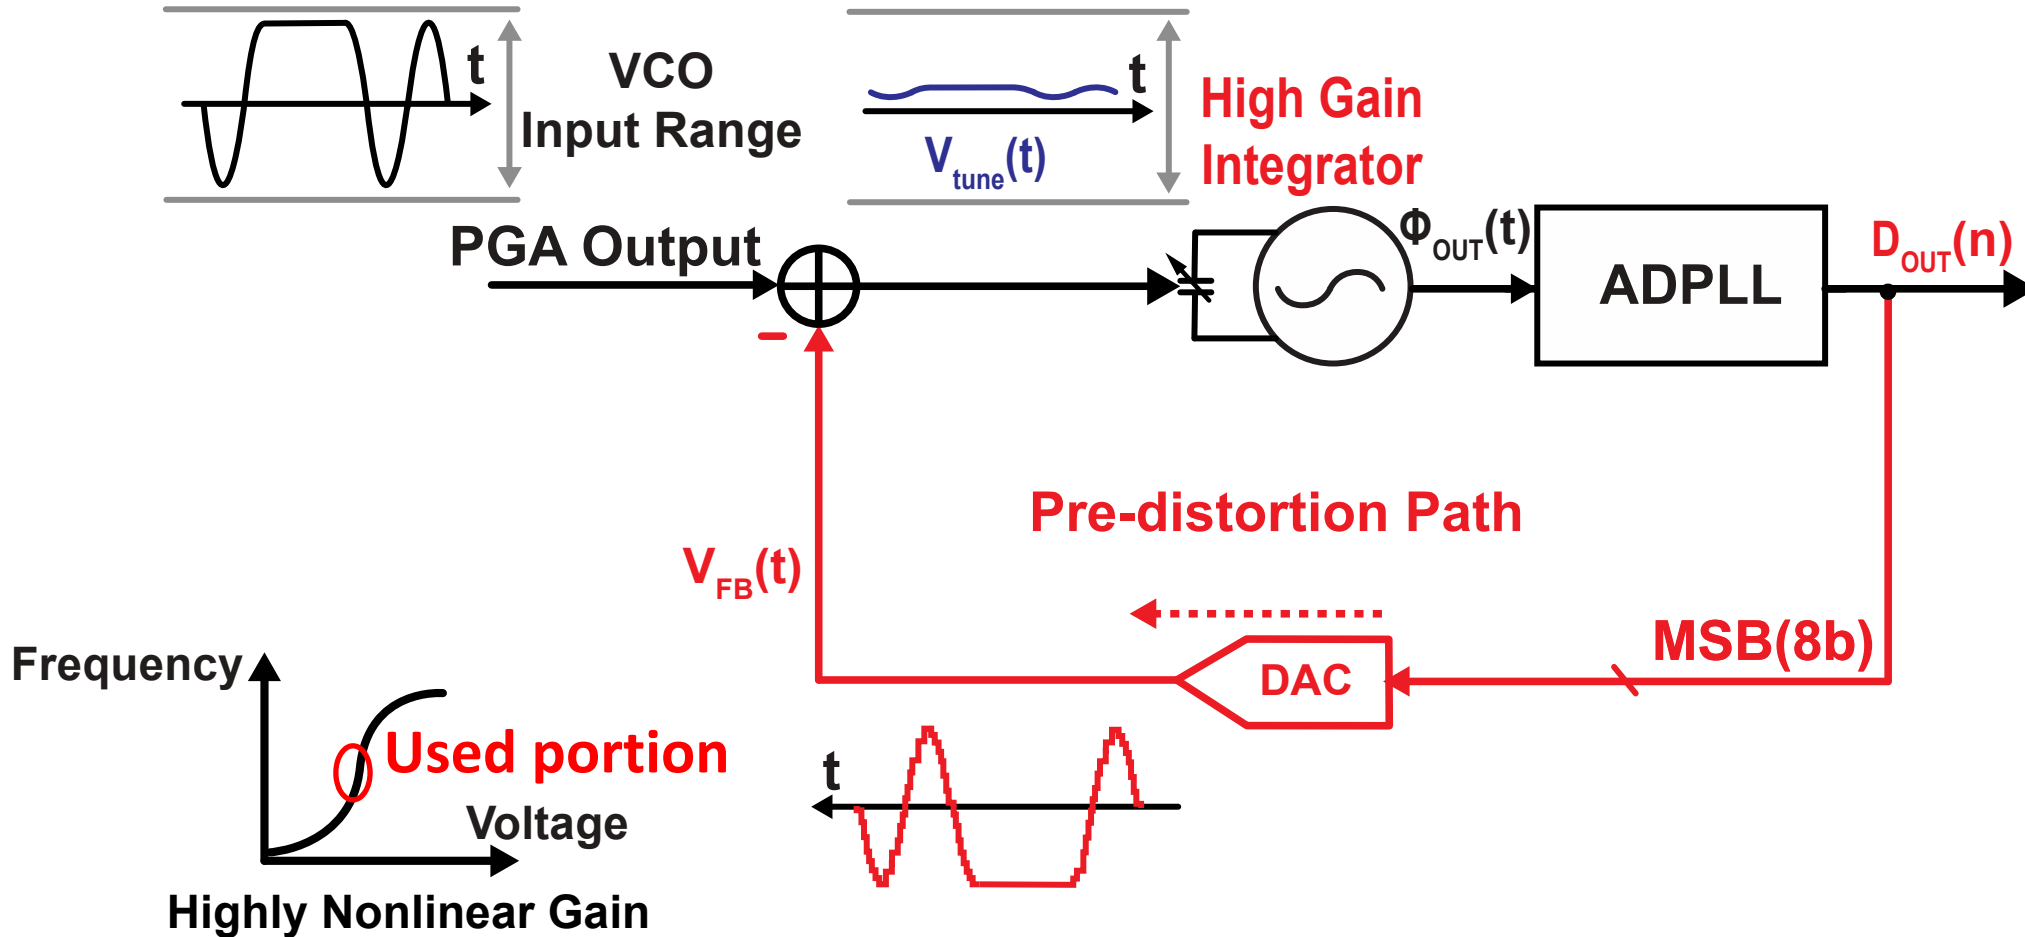 t
VCO
Input Range
t
V_tune(t)
High Gain
Integrator
PGA Output
Φ_OUT(t)
ADPLL
D_OUT(n)
-
Pre-distortion Path
V_FB(t)
MSB(8b)
DAC
Frequency
Used portion
Voltage
t
Highly Nonlinear Gain